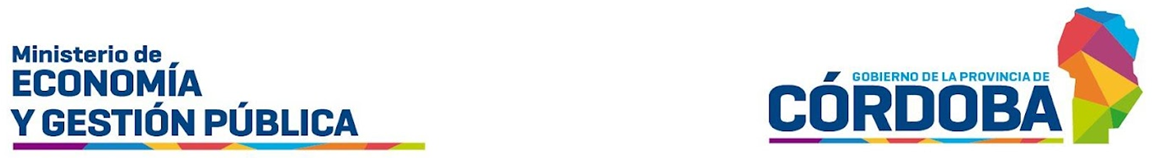 Ministerio de
ECONOMÍA
Y GESTIÓN PÚBLICA
GOBIERNO DE LA PROVINCIA DE
CÓRDOBA